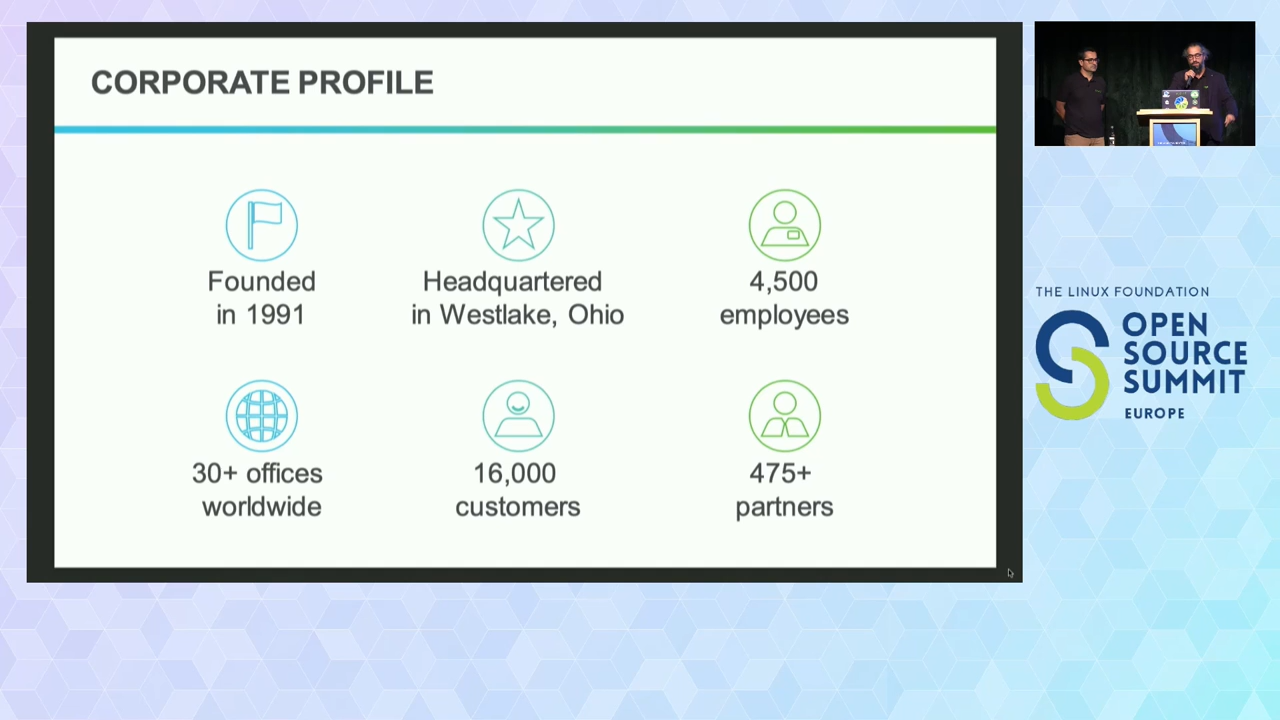 CORPORATE PROFILE
Founded
in 1991
Headquartered
in Westlake, Ohio
4,500
employees
30+ offices
worldwide
16,000
customers
475+
partners
THE LINUX FOUNDATION
OPEN
SOURCE
SUMMIT
EUROPE